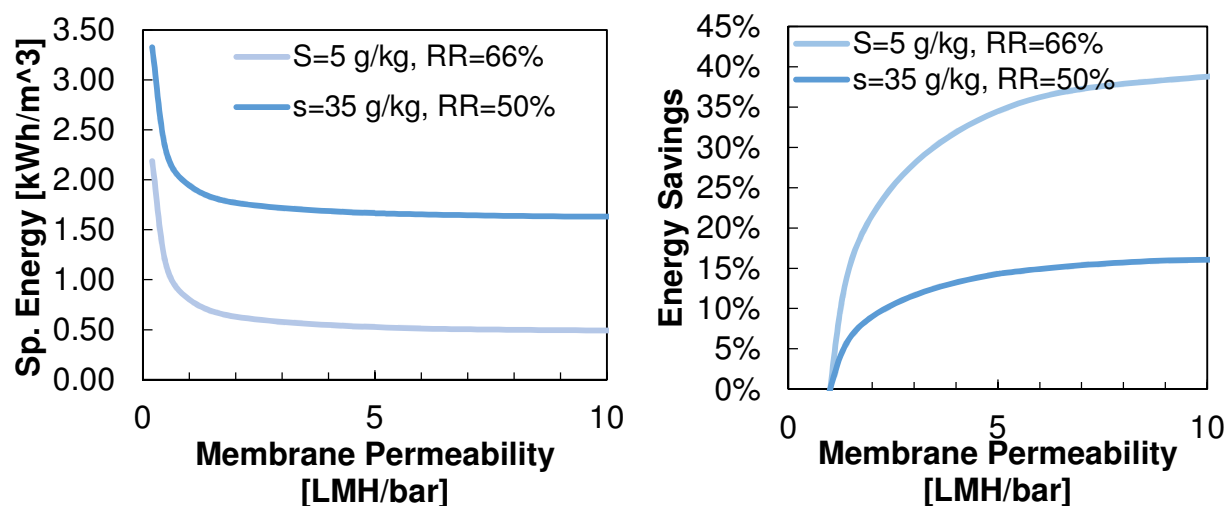 3.50
3.00
2.50
2.00
1.50
1.00
0.50
0.00
Sp. Energy [kWh/m^3]
S=5 g/kg, RR=66%
s=35 g/kg, RR=50%
0
5
10
Membrane Permeability
[LMH/bar]
45%
40%
35%
30%
25%
20%
15%
10%
5%
0%
Energy Savings
S=5 g/kg, RR=66%
s=35 g/kg, RR=50%
0
5
10
Membrane Permeability
[LMH/bar]